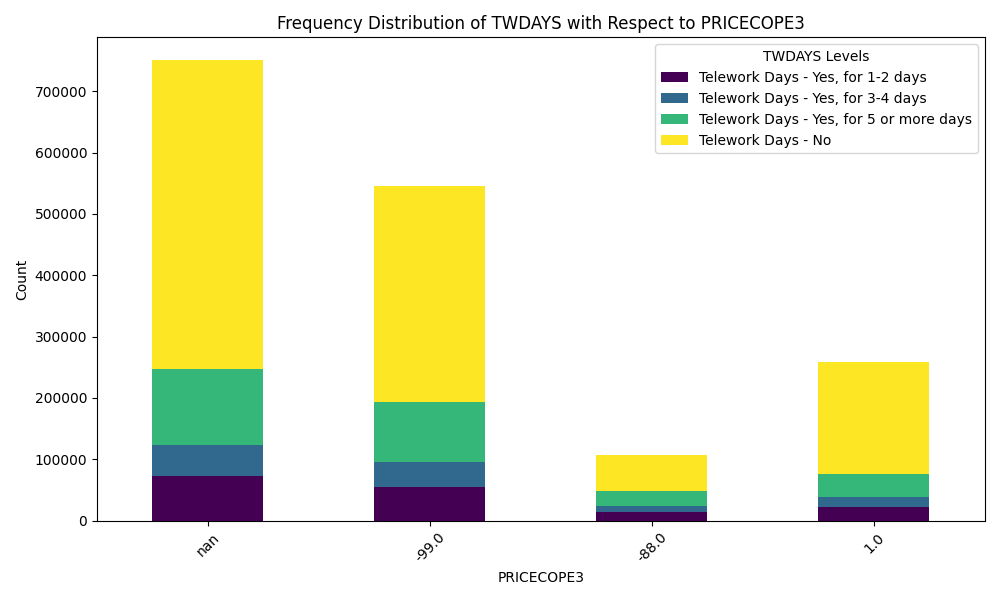 Frequency Distribution of TWDAYS with Respect to PRICECOPE3
TWDAYS Levels
Telework Days - Yes, for 1-2 days
Telework Days - Yes, for 3-4 days
Telework Days - Yes, for 5 or more days
Telework Days - No
Count
700000
600000
500000
400000
300000
200000
100000
0
nan
-99.0
-88.0
1.0
PRICECOPE3